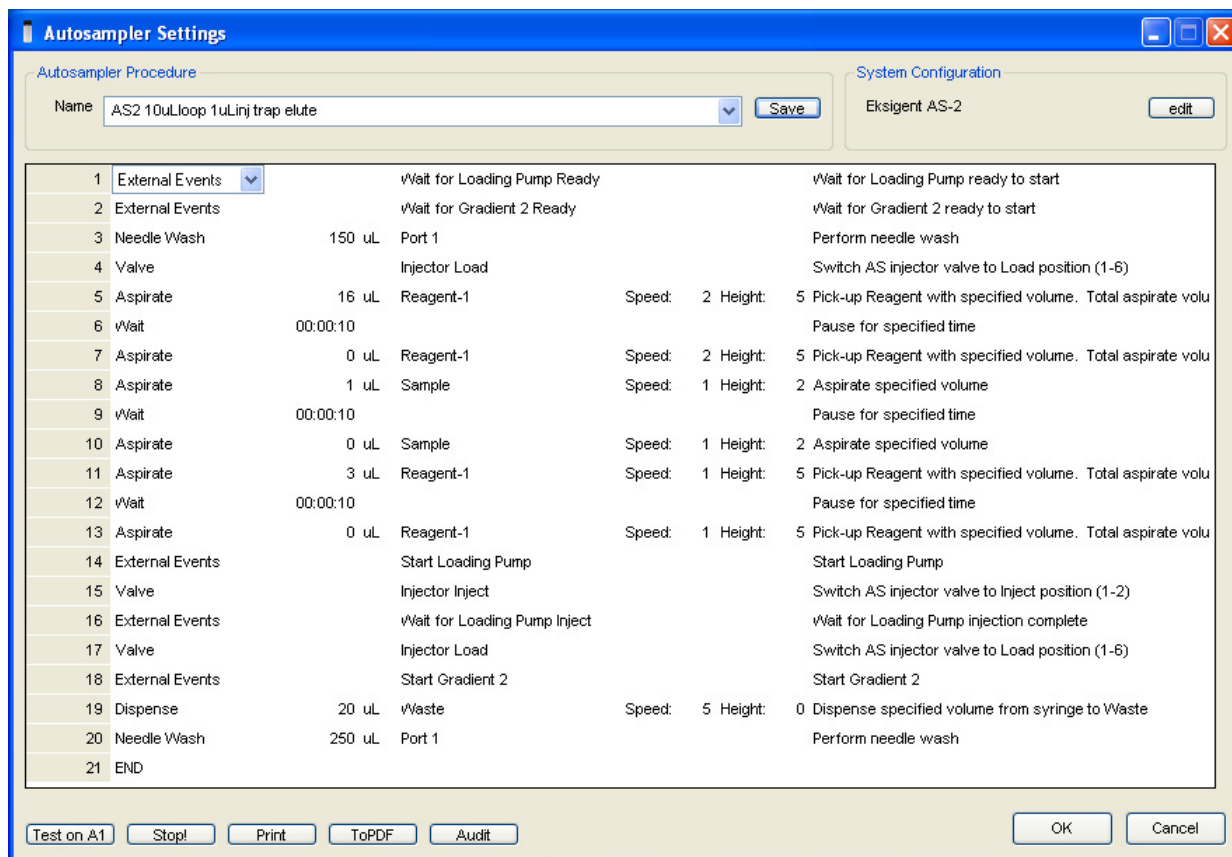 Autosampler Settings
Autosampler Procedure
System Configuration
Name AS2 10uLloop 1uLinj trap elute Save Eksigent AS-2 edit
1 External Events Wait for Loading Pump Ready Wait for Loading Pump ready to start
2 External Events Wait for Gradient 2 Ready Wait for Gradient 2 ready to start
3 Needle Wash 150 uL Port 1 Perform needle wash
4 Valve Injector Load Switch AS injector valve to Load position (1-6)
5 Aspirate 16 uL Reagent-1 Speed: 2 Height: 5 Pick-up Reagent with specified volume. Total aspirate volu
6 Wait 00:00:10 Pause for specified time
7 Aspirate 0 uL Reagent-1 Speed: 2 Height: 5 Pick-up Reagent with specified volume. Total aspirate volu
8 Aspirate 1 uL Sample Speed: 1 Height: 2 Aspirate specified volume
9 Wait 00:00:10 Pause for specified time
10 Aspirate 0 uL Sample Speed: 1 Height: 2 Aspirate specified volume
11 Aspirate 3 uL Reagent-1 Speed: 1 Height: 5 Pick-up Reagent with specified volume. Total aspirate volu
12 Wait 00:00:10 Pause for specified time
13 Aspirate 0 uL Reagent-1 Speed: 1 Height: 5 Pick-up Reagent with specified volume. Total aspirate volu
14 External Events Start Loading Pump Start Loading Pump
15 Valve Injector Inject Switch AS injector valve to Inject position (1-2)
16 External Events Wait for Loading Pump Inject Wait for Loading Pump injection complete
17 Valve Injector Load Switch AS injector valve to Load position (1-6)
18 External Events Start Gradient 2 Start Gradient 2
19 Dispense 20 uL Waste Speed: 5 Height: 0 Dispense specified volume from syringe to Waste
20 Needle Wash 250 uL Port 1 Perform needle wash
21 END
Test on A1 Stop! Print ToPDF Audit OK Cancel